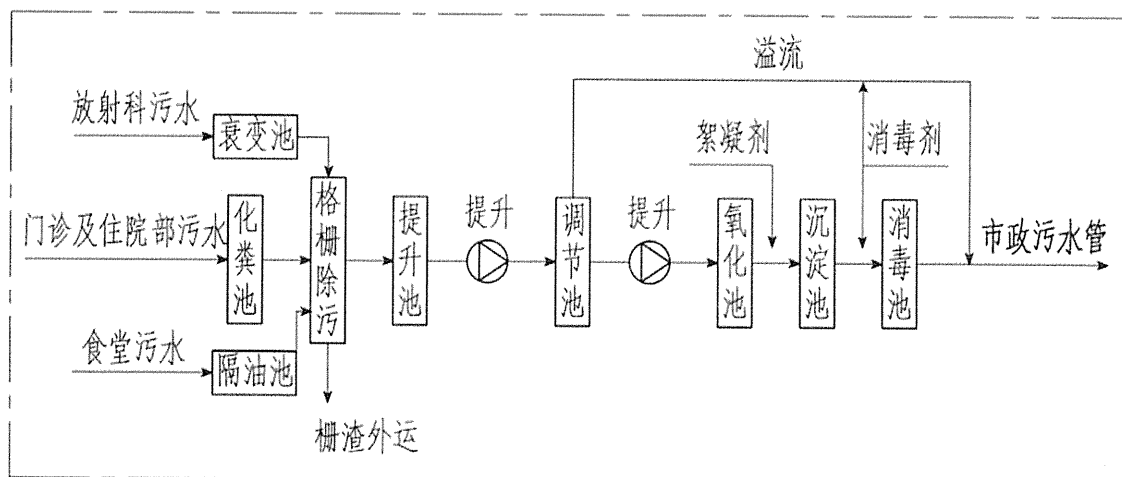 溢流
放射科污水
衰变池
絮凝剂
消毒剂
门诊及住院部污水
化粪池
格栅除污
提升池
提升
调节池
提升
氧化池
沉淀池
消毒池
市政污水管
食堂污水
隔油池
栅渣外运